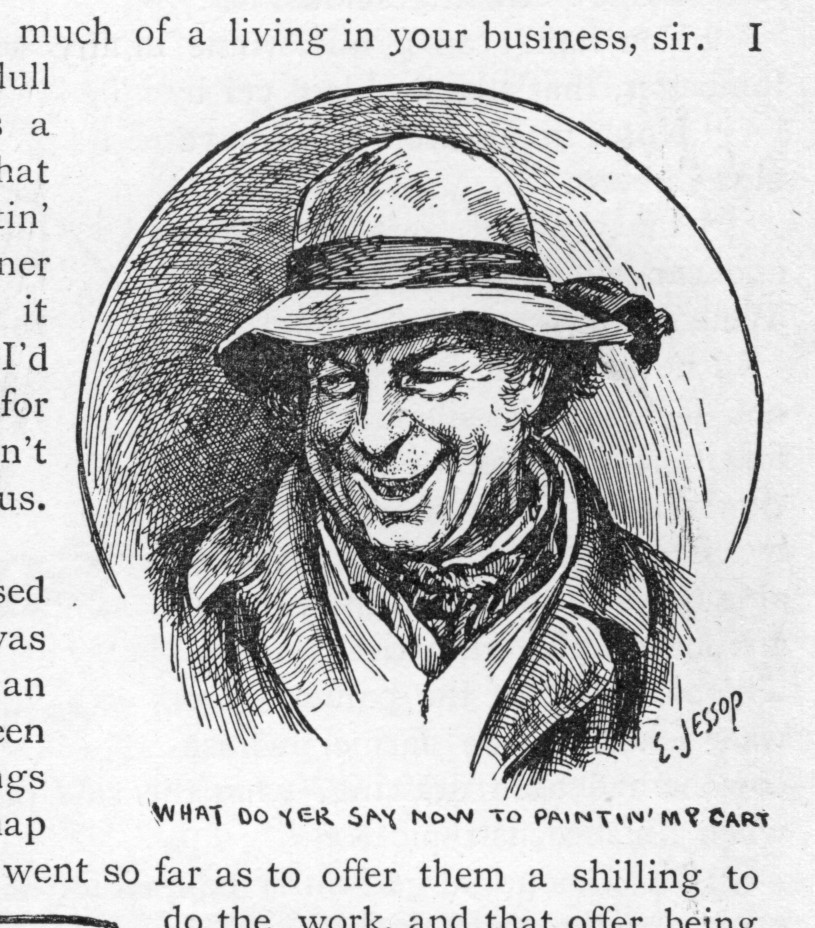 much of a living in your business, sir. I
dull
s a
hat
tin'
ner
it
I'd
for
n't
us.
sed
was
an
een
ngs
hap
E. JESSOP
WHAT DO YER SAY NOW TO PAINTIN' MY CART
went so far as to offer them a shilling to
do the work, and that offer being